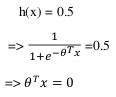 h(x) = 0.5
=> 1/(1+e^{-θ^T x}) =0.5
=> θ^T x = 0